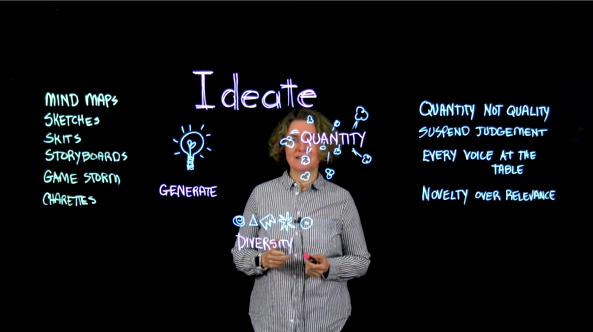 Ideate
MIND MAPS
SKETCHES
SKITS
STORYBOARDS
GAME STORM
CHARETTES
GENERATE
QUANTITY
DIVERSITY
QUANTITY NOT QUALITY
SUSPEND JUDGEMENT
EVERY VOICE AT THE
TABLE
NOVELTY OVER RELEVANCE